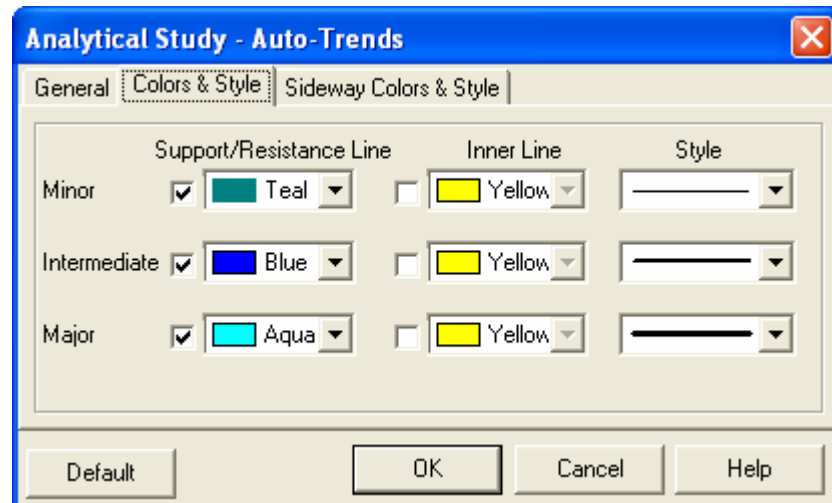 Analytical Study - Auto-Trends
General Colors & Style Sideway Colors & Style
Support/Resistance Line Inner Line Style
Minor Teal Yellow
Intermediate Blue Yellow
Major Aqua Yellow
Default OK Cancel Help